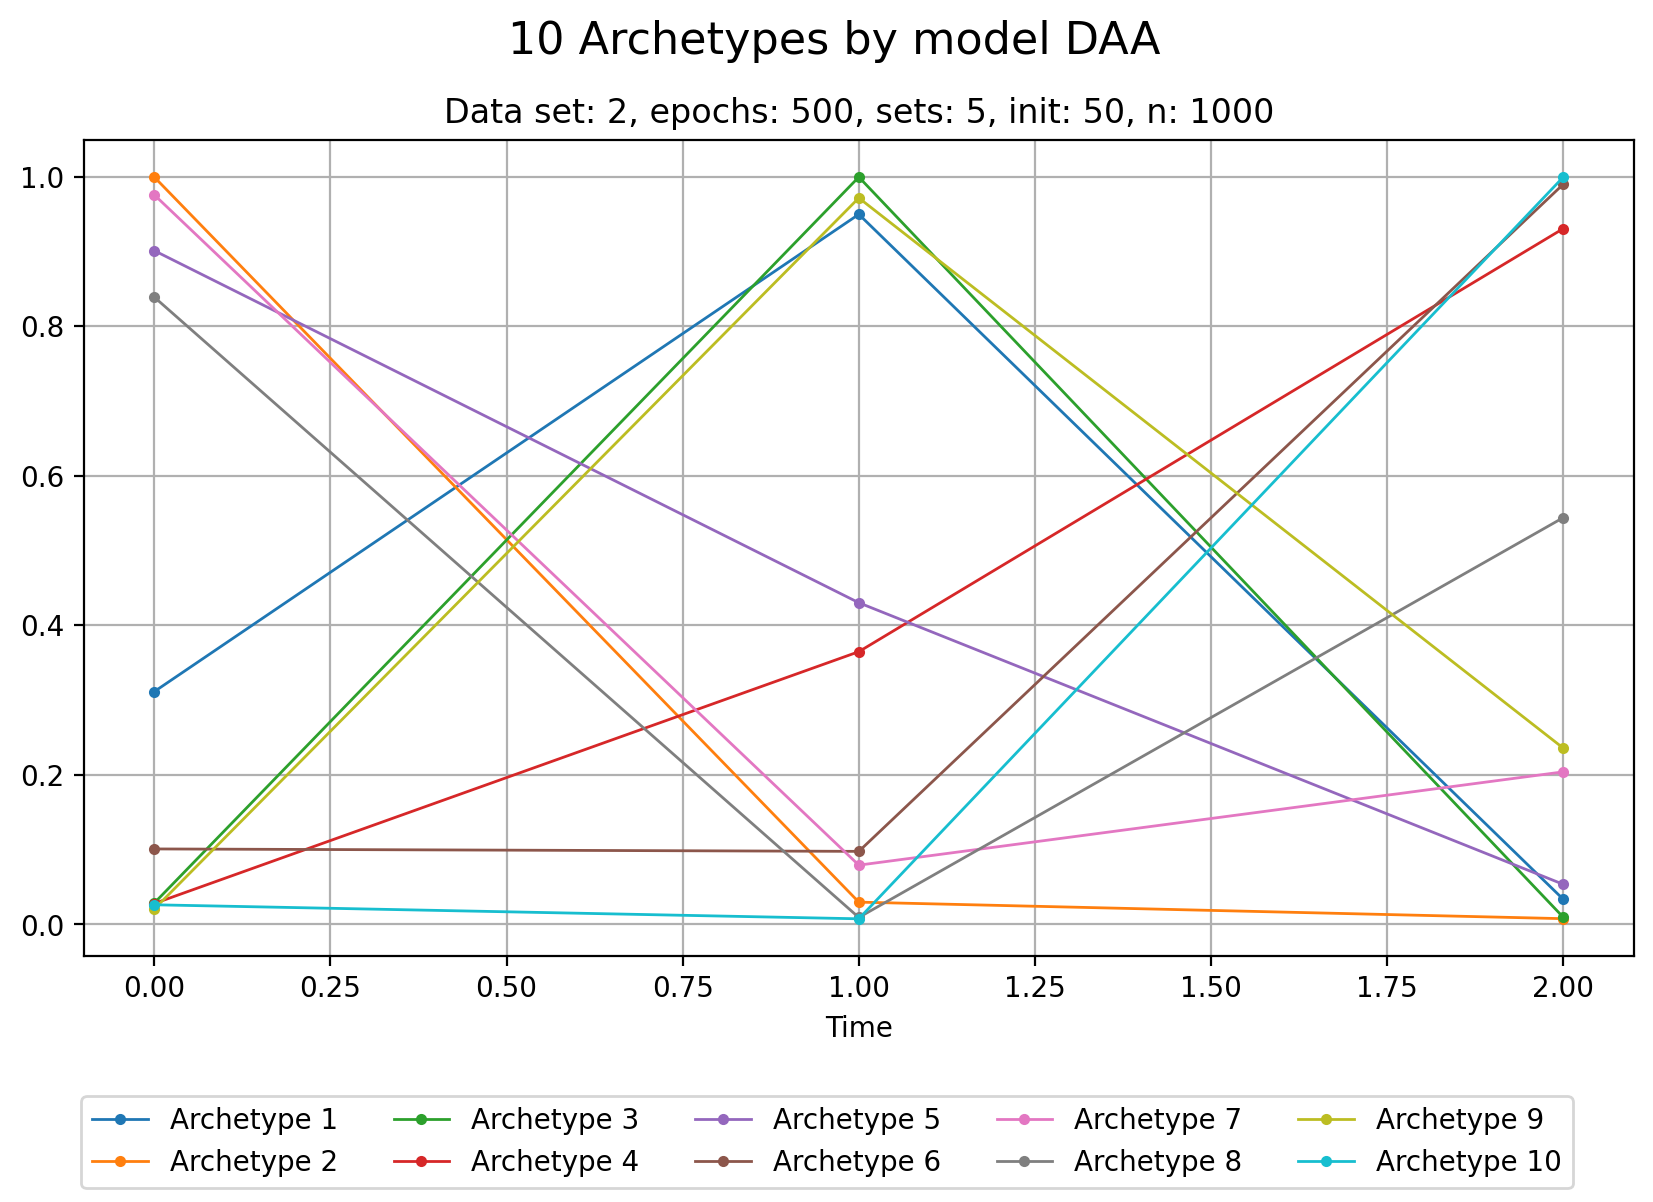 10 Archetypes by model DAA
Data set: 2, epochs: 500, sets: 5, init: 50, n: 1000
1.0
0.8
0.6
0.4
0.2
0.0
0.00 0.25 0.50 0.75 1.00 1.25 1.50 1.75 2.00
Time
Archetype 1 Archetype 3 Archetype 5 Archetype 7 Archetype 9
Archetype 2 Archetype 4 Archetype 6 Archetype 8 Archetype 10